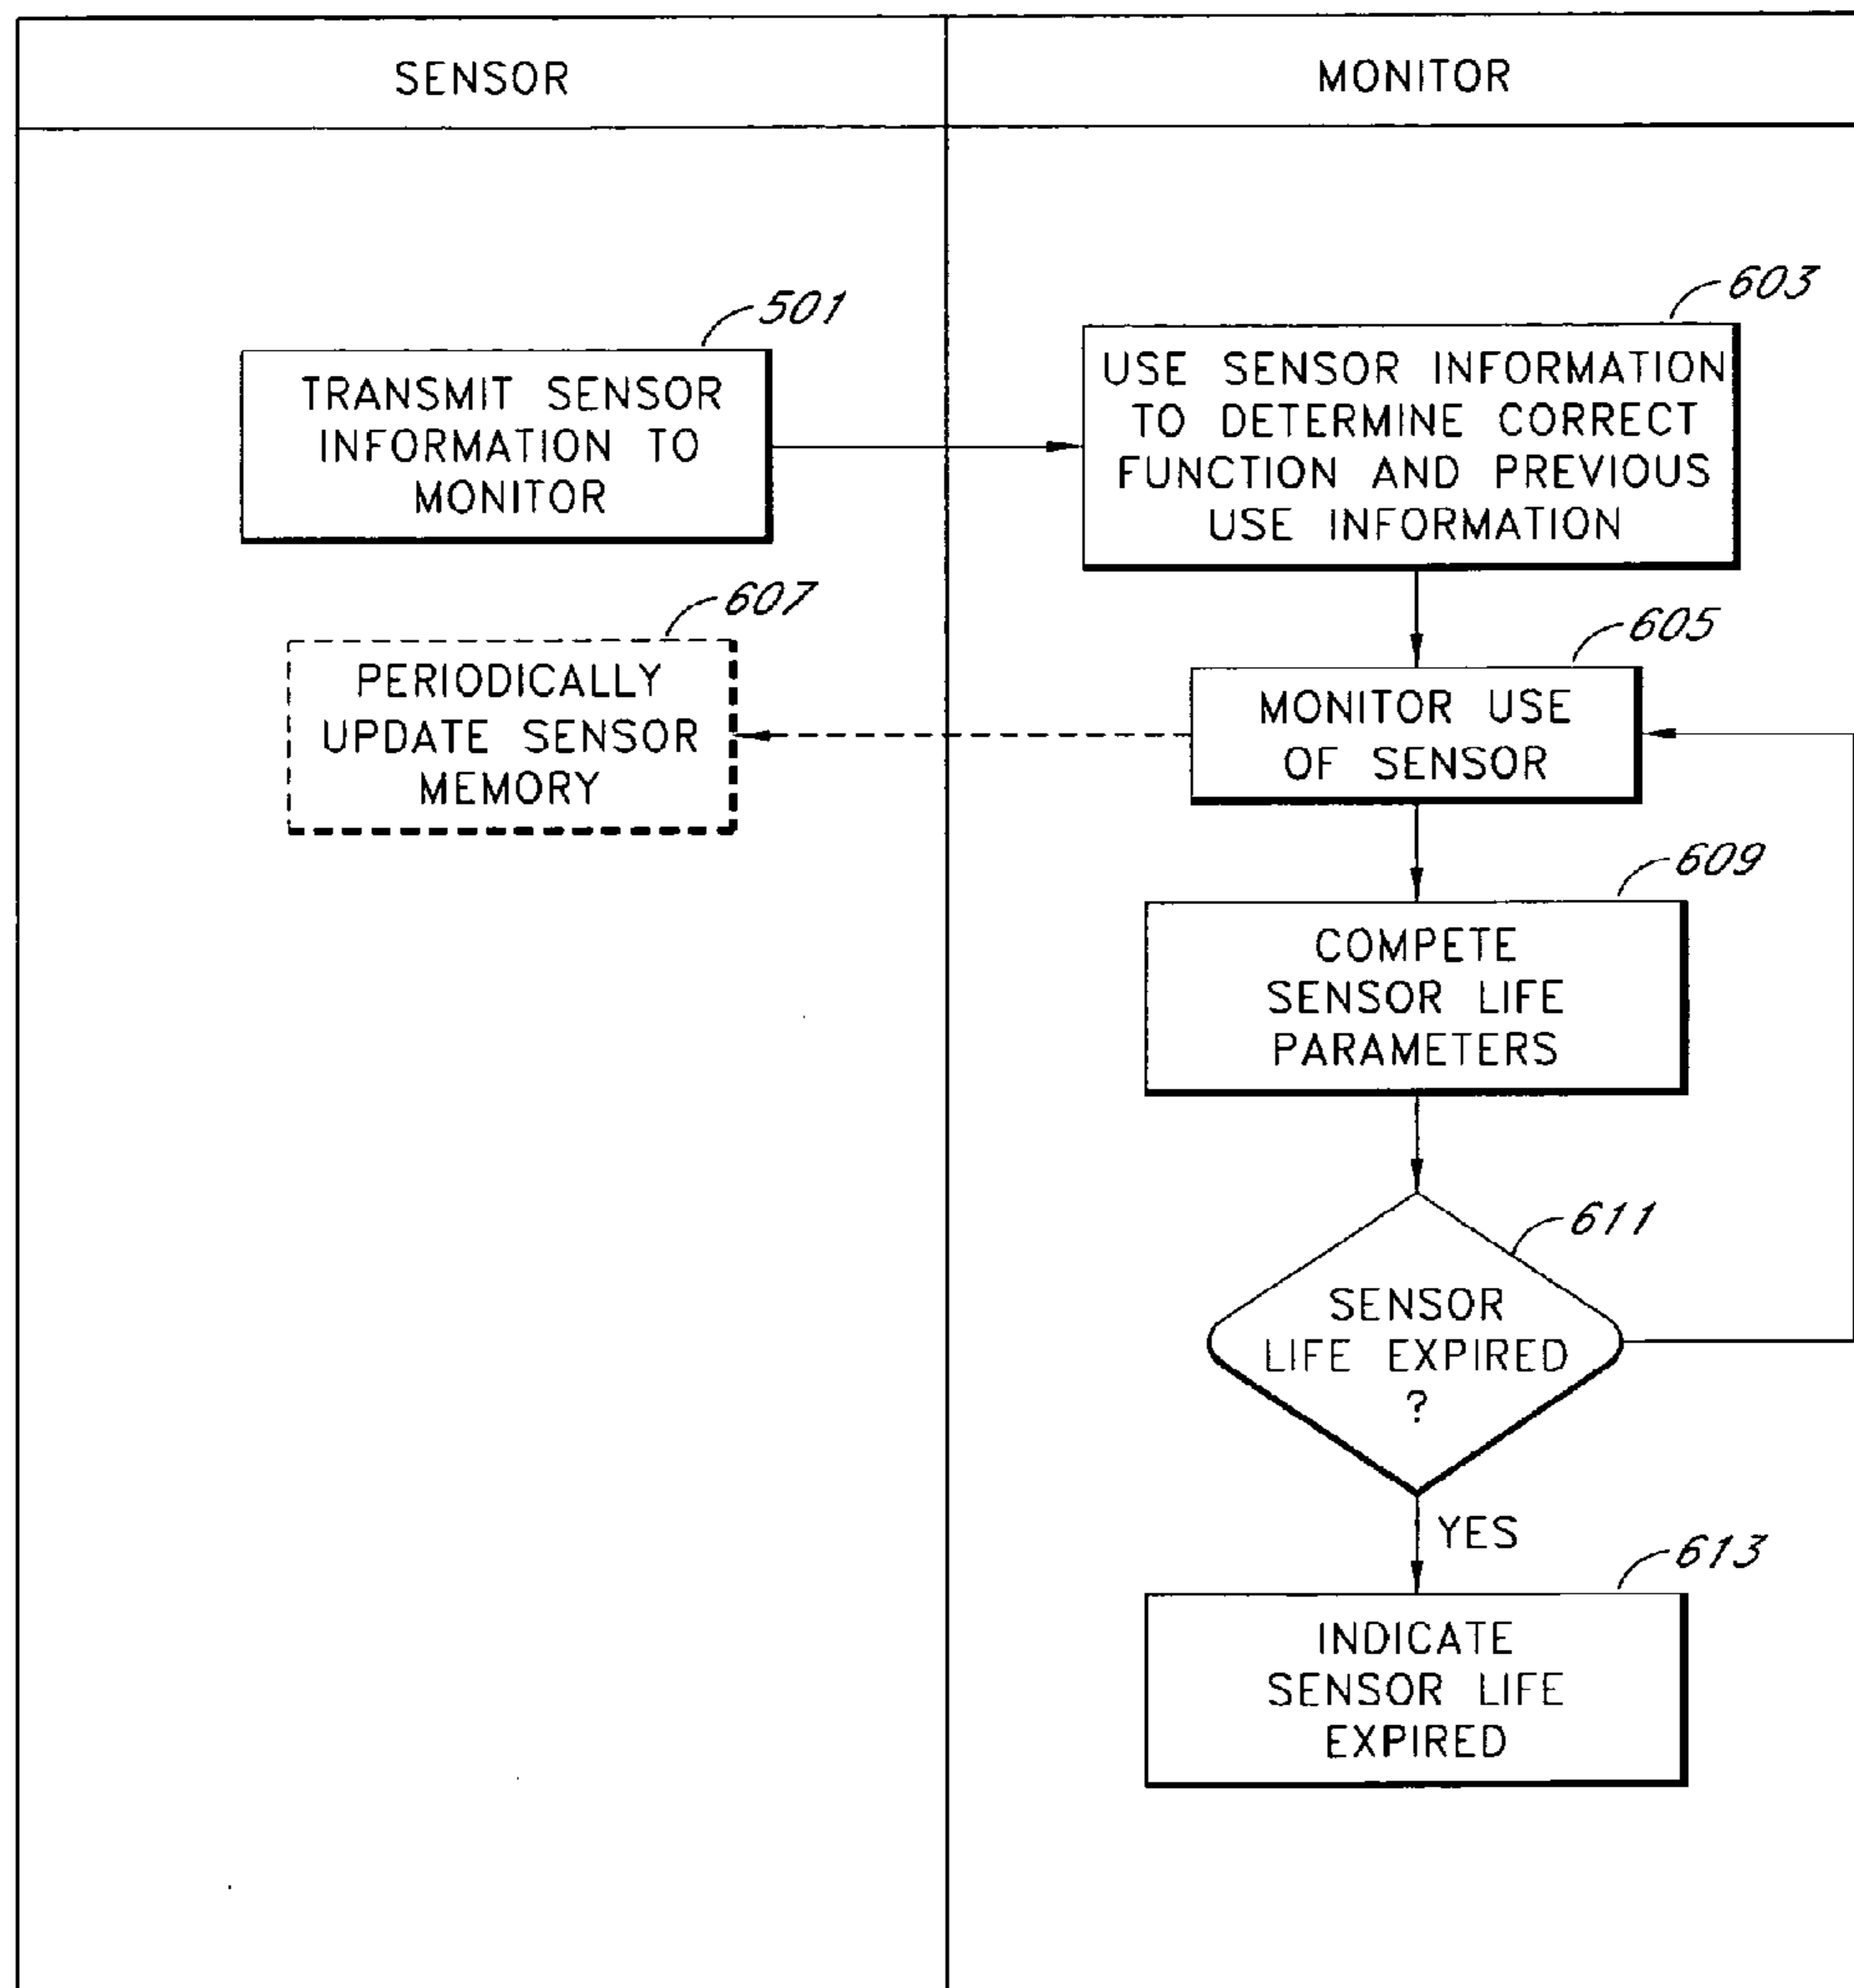 SENSOR
MONITOR
501
TRANSMIT SENSOR
INFORMATION TO
MONITOR
603
USE SENSOR INFORMATION
TO DETERMINE CORRECT
FUNCTION AND PREVIOUS
USE INFORMATION
607
PERIODICALLY
UPDATE SENSOR
MEMORY
605
MONITOR USE
OF SENSOR
609
COMPETE
SENSOR LIFE
PARAMETERS
611
SENSOR
LIFE EXPIRED
?
YES
613
INDICATE
SENSOR LIFE
EXPIRED